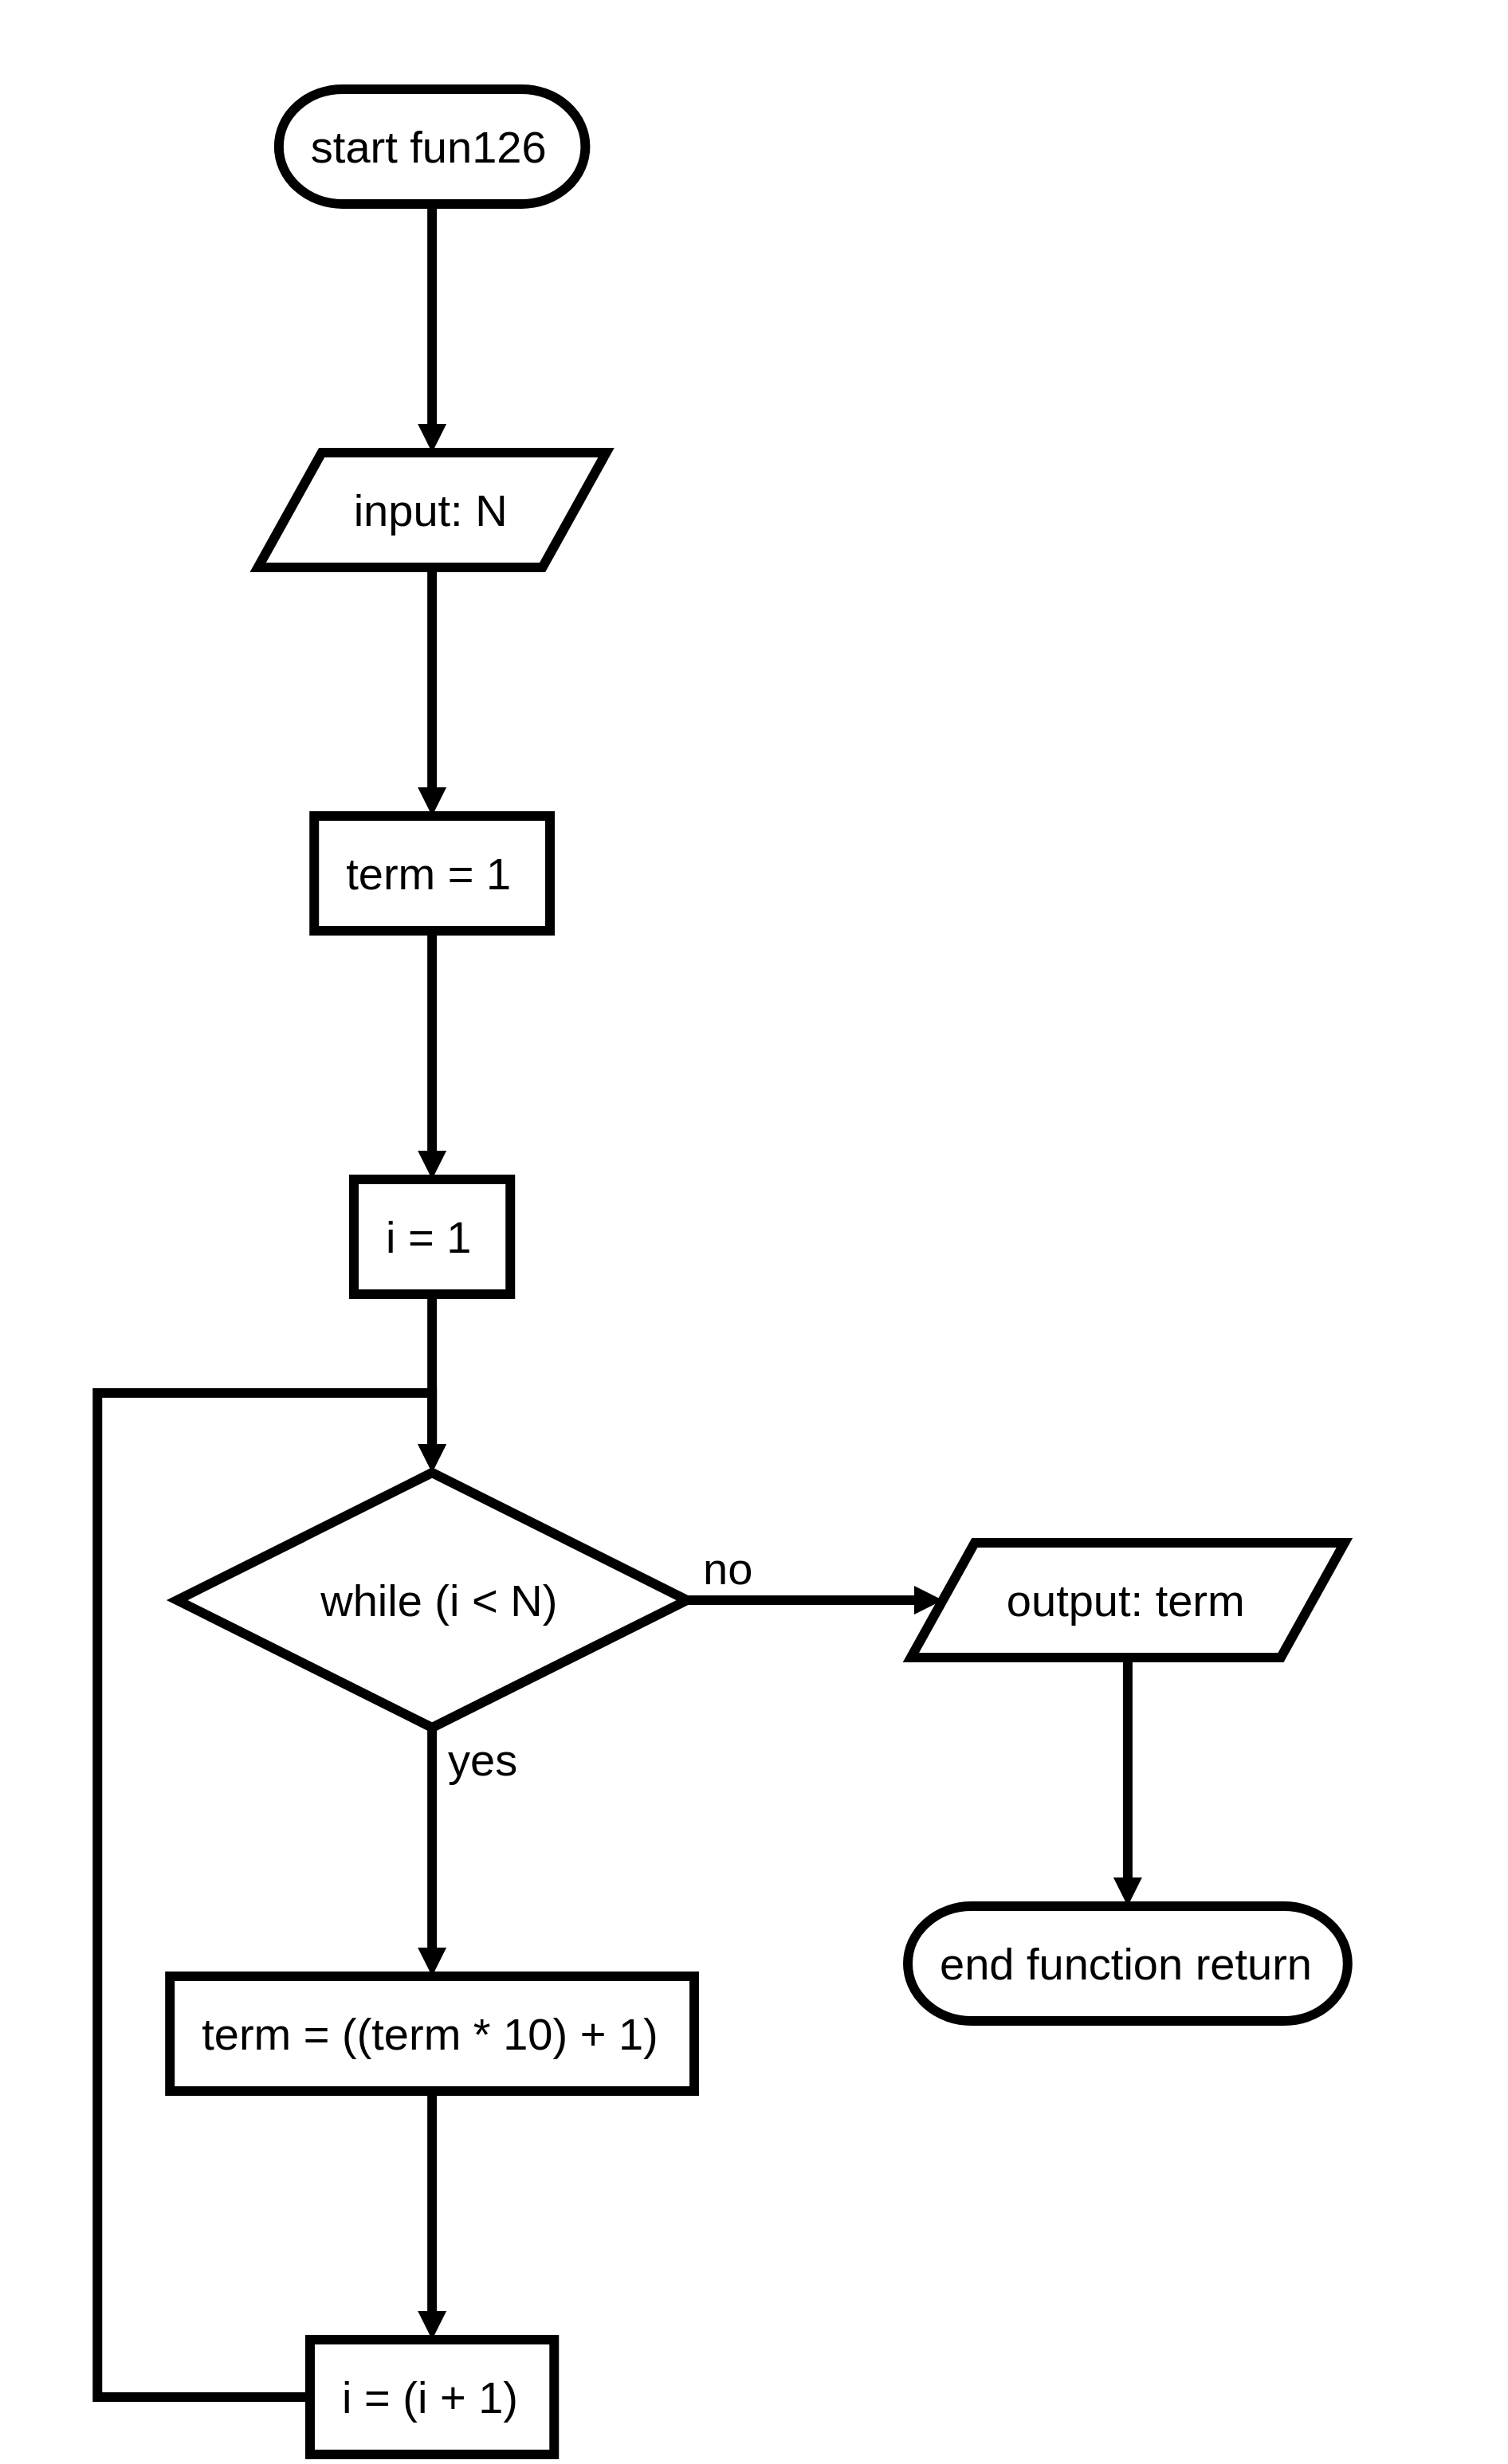 start fun126
input: N
term = 1
i = 1
while (i < N)
no
output: term
yes
end function return
term = ((term * 10) + 1)
i = (i + 1)